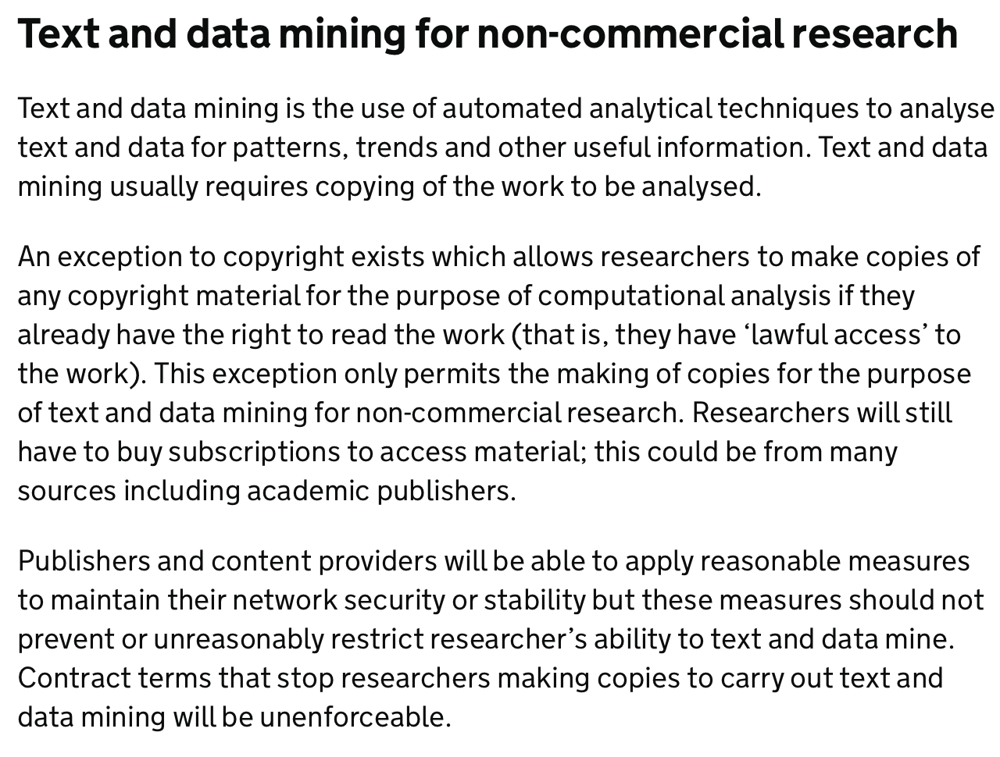 Text and data mining for non-commercial research
Text and data mining is the use of automated analytical techniques to analyse
text and data for patterns, trends and other useful information. Text and data
mining usually requires copying of the work to be analysed.
An exception to copyright exists which allows researchers to make copies of
any copyright material for the purpose of computational analysis if they
already have the right to read the work (that is, they have ‘lawful access’ to
the work). This exception only permits the making of copies for the purpose
of text and data mining for non-commercial research. Researchers will still
have to buy subscriptions to access material; this could be from many
sources including academic publishers.
Publishers and content providers will be able to apply reasonable measures
to maintain their network security or stability but these measures should not
prevent or unreasonably restrict researcher’s ability to text and data mine.
Contract terms that stop researchers making copies to carry out text and
data mining will be unenforceable.